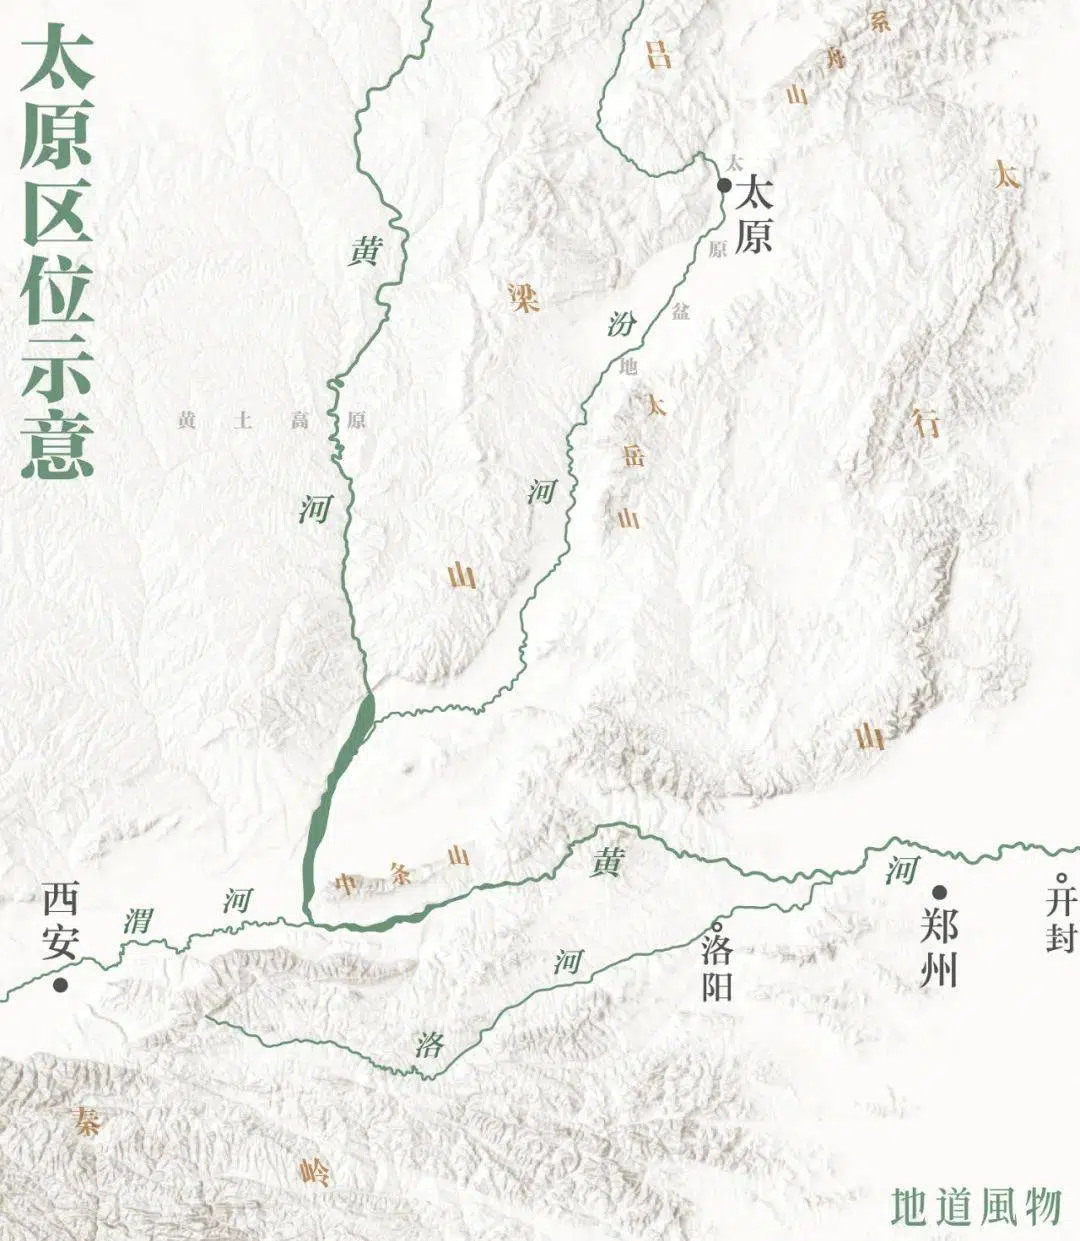 太原区位示意
吕梁山
系舟山
太行山
太原
太原盆地
黄河
汾河
黄土高原
太岳山
中条山
黄河
西安
渭河
洛阳
洛河
郑州
开封
秦岭
地道風物